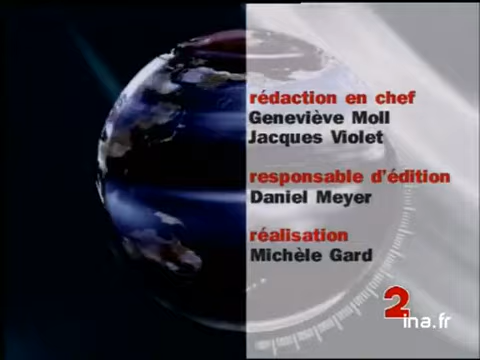 rédaction en chef
Geneviève Moll
Jacques Violet
responsable d'édition
Daniel Meyer
réalisation
Michèle Gard
2
ina.fr